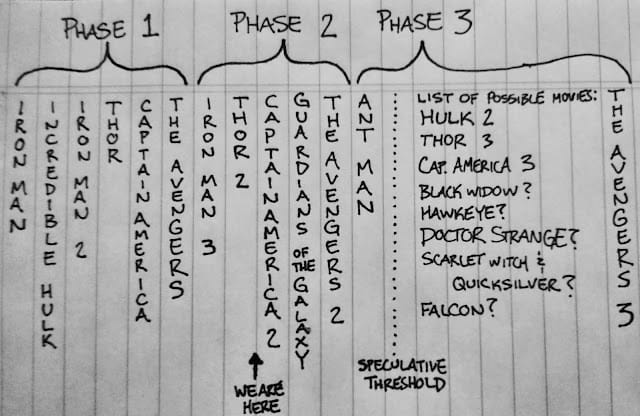 PHASE 1
PHASE 2
PHASE 3
IRON MAN
INCREDIBLE HULK
IRON MAN 2
THOR
CAPTAIN AMERICA
THE AVENGERS
IRON MAN 3
THOR 2
CAPTAIN AMERICA 2
GUARDIANS OF THE GALAXY
THE AVENGERS 2
ANT MAN
LIST OF POSSIBLE MOVIES:
HULK 2
THOR 3
CAP. AMERICA 3
BLACK WIDOW?
HAWKEYE?
DOCTOR STRANGE?
SCARLET WITCH &
QUICKSILVER?
FALCON?
THE AVENGERS 3
WE ARE
HERE
SPECULATIVE
THRESHOLD